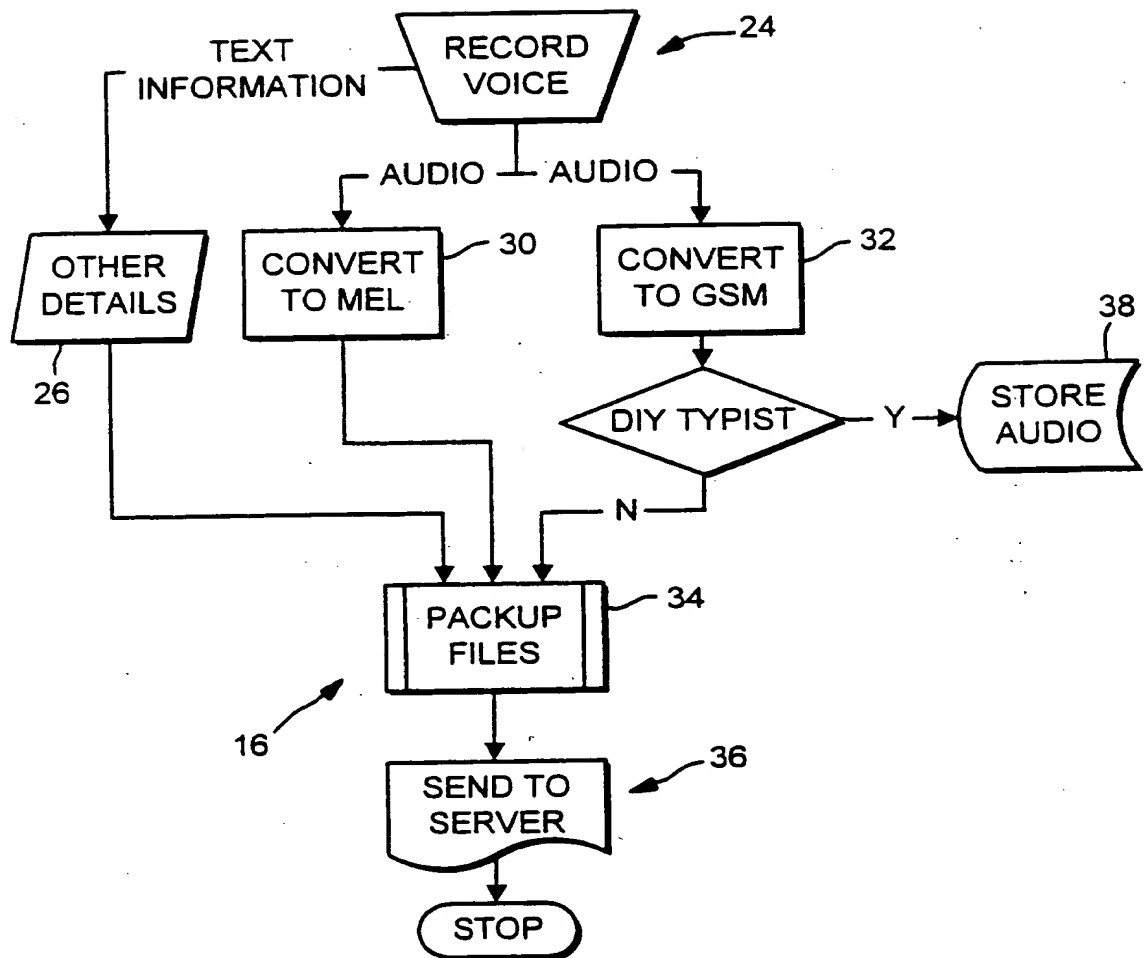 RECORD
VOICE
24
TEXT
INFORMATION
AUDIO
AUDIO
OTHER
DETAILS
26
CONVERT
TO MEL
30
CONVERT
TO GSM
32
DIY TYPIST
Y
STORE
AUDIO
38
N
PACKUP
FILES
34
16
SEND TO
SERVER
36
STOP